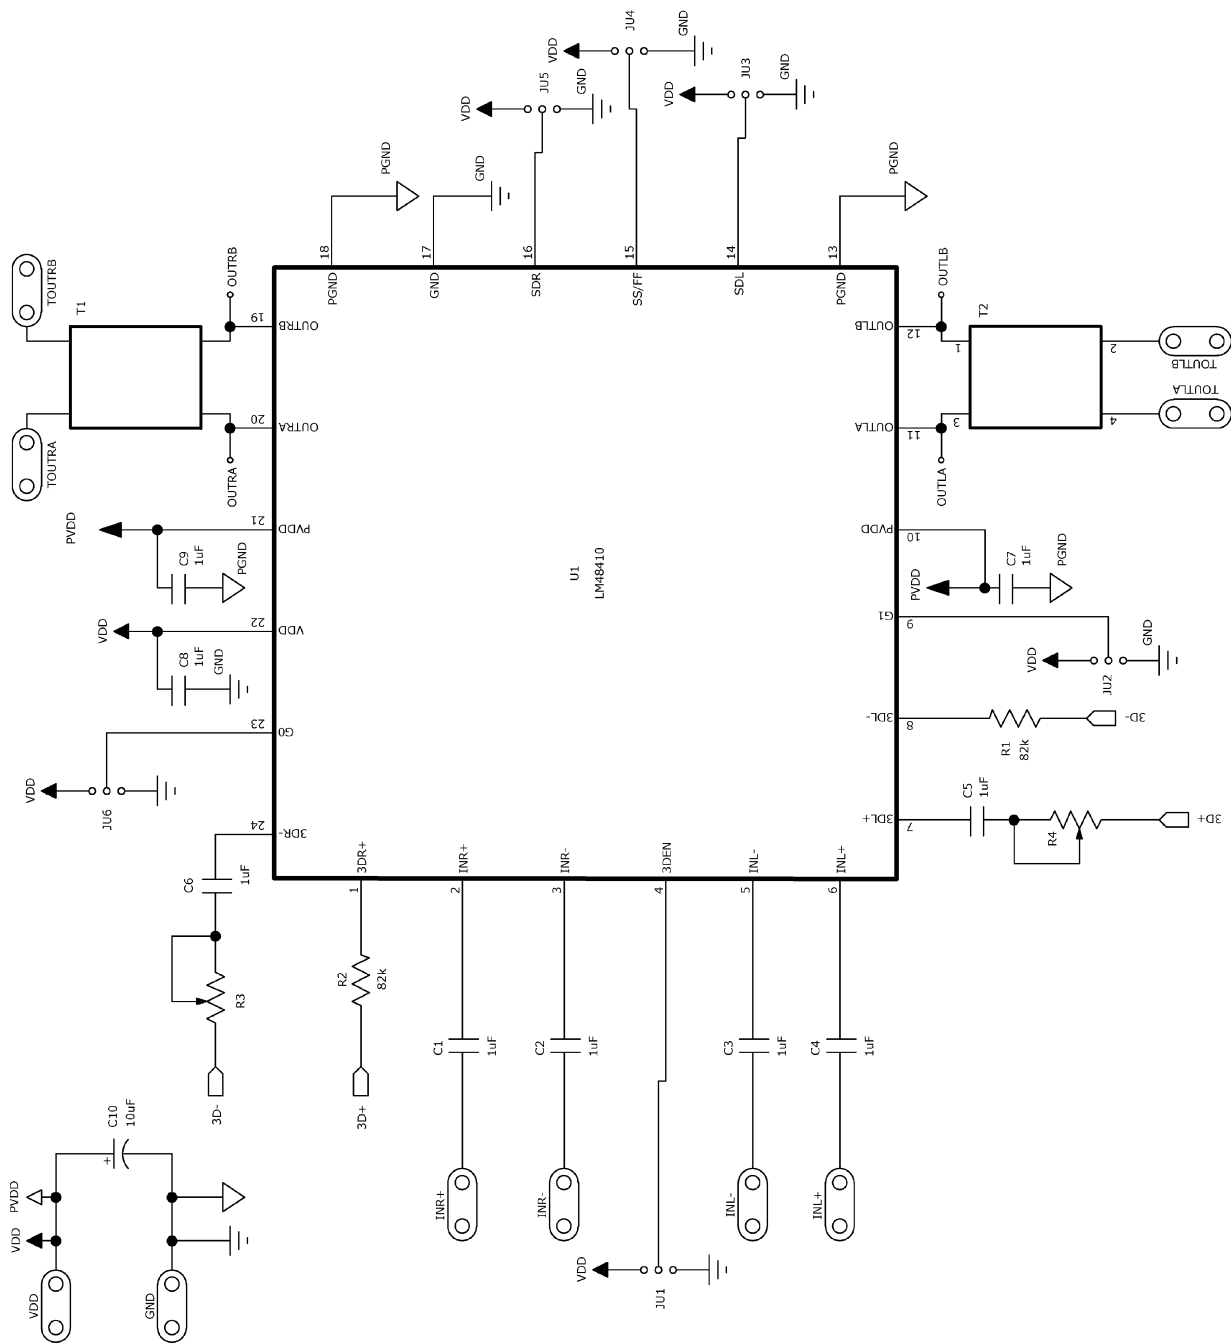 JU4
VDD
GND
JU5
VDD
GND
JU3
VDD
GND
PGND
GND
PGND
TOUTRB
T1
TOUTRA
OUTRB
OUTRA
18
PGND
17
GND
16
SDR
15
SS/FF
14
SDL
13
PGND
19
OUTRB
20
OUTRA
OUTLB
12
OUTLA
11
OUTLB
OUTLA
T2
1
2
3
4
TOUTLB
TOUTLA
PVDD
21
PVDD
C9
1uF
PGND
VDD
22
VDD
C8
1uF
GND
23
G0
VDD
JU6
24
3DR-
C6
1uF
R3
3D-
U1
LM48410
PVDD
10
PVDD
C7
1uF
PGND
G1
9
VDD
JU2
GND
3DL-
8
R1
82k
3D-
3DL+
7
C5
1uF
R4
3D+
3DR+
1
R2
82k
3D+
INR+
2
C1
1uF
INR+
INR-
3
C2
1uF
INR-
3DEN
4
VDD
JU1
INL-
5
C3
1uF
INL-
INL+
6
C4
1uF
INL+
C10
10uF
+
PVDD
VDD
VDD
GND